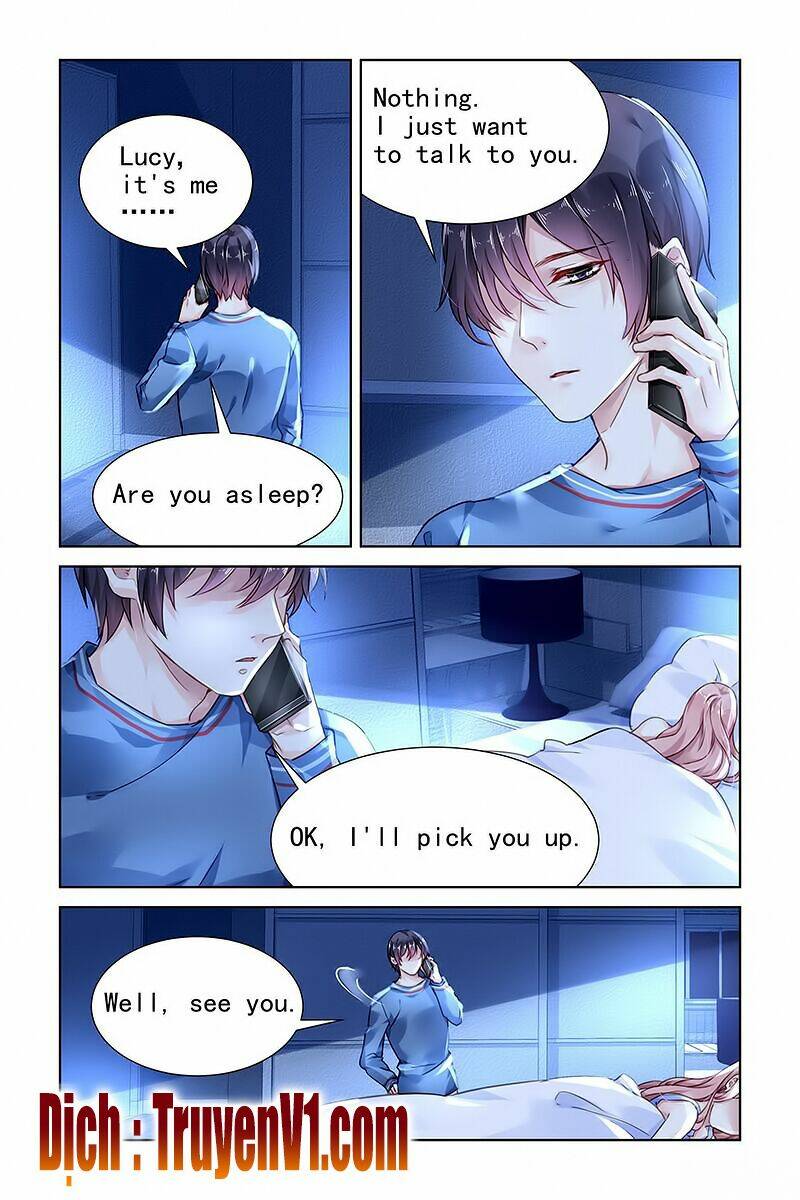 Lucy,
it's me
……
Are you asleep?
Nothing.
I just want
to talk to you.
OK, I'll pick you up.
Well, see you.
Dịch : TruyenV1.com